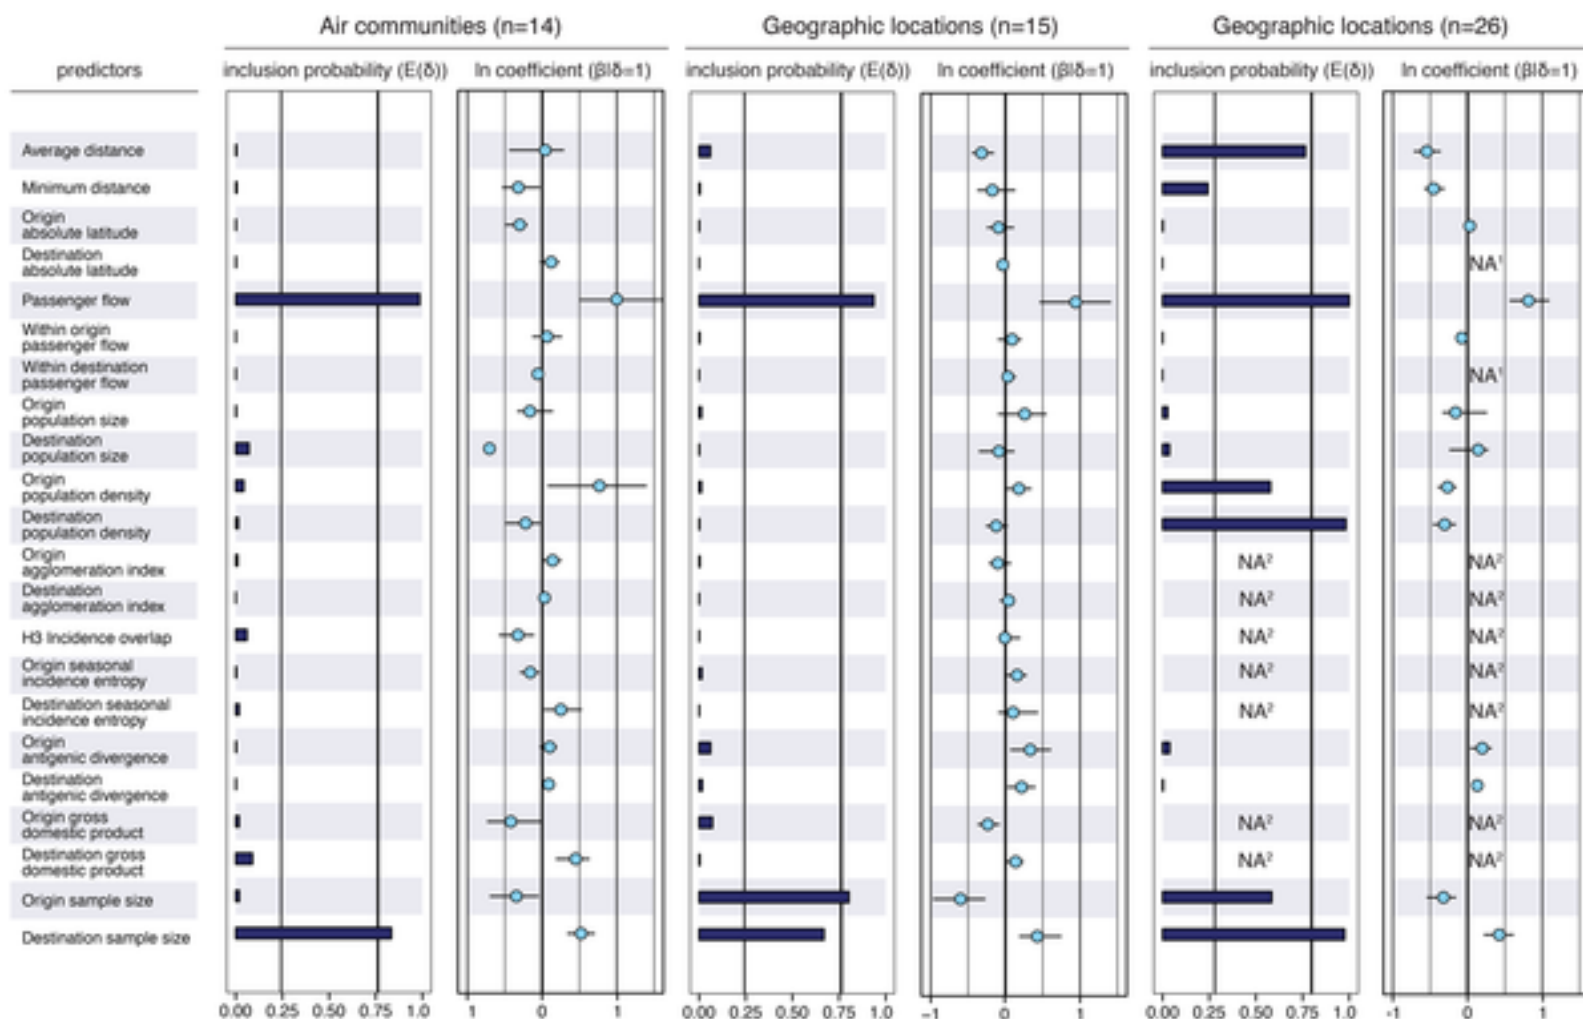 Air communities (n=14) Geographic locations (n=15) Geographic locations (n=26)
predictors inclusion probability (E(δ)) ln coefficient (β|δ=1) inclusion probability (E(δ)) ln coefficient (β|δ=1) inclusion probability (E(δ)) ln coefficient (β|δ=1)
Average distance
Minimum distance
Origin
absolute latitude
Destination
absolute latitude NA¹
Passenger flow
Within origin
passenger flow
Within destination
passenger flow NA¹
Origin
population size
Destination
population size
Origin
population density
Destination
population density
Origin
agglomeration index NA² NA²
Destination
agglomeration index NA² NA²
H3 Incidence overlap NA² NA²
Origin seasonal
incidence entropy NA² NA²
Destination seasonal
incidence entropy NA² NA²
Origin
antigenic divergence
Destination
antigenic divergence
Origin gross
domestic product NA² NA²
Destination gross
domestic product NA² NA²
Origin sample size
Destination sample size
0.00 0.25 0.50 0.75 1.0 1 0 1 0.00 0.25 0.50 0.75 1.0 −1 0 1 0.00 0.25 0.50 0.75 1.0 -1 0 1